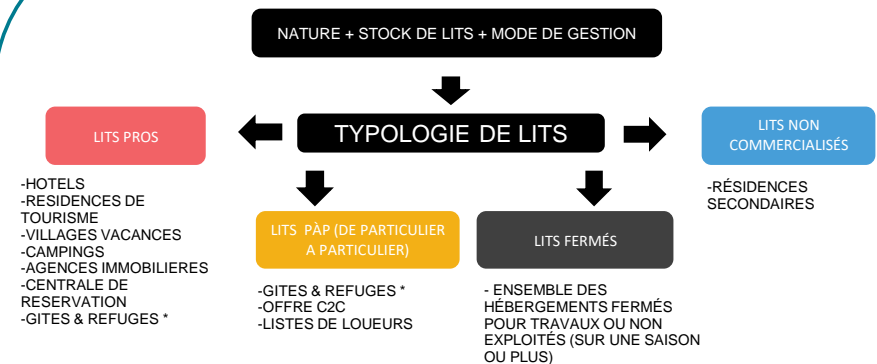 NATURE + STOCK DE LITS + MODE DE GESTION
TYPOLOGIE DE LITS
LITS PROS
-HOTELS
-RESIDENCES DE
TOURISME
-VILLAGES VACANCES
-CAMPINGS
-AGENCES IMMOBILIERES
-CENTRALE DE
RESERVATION
-GITES & REFUGES *
LITS PÀP (DE PARTICULIER
A PARTICULIER)
-GITES & REFUGES *
-OFFRE C2C
-LISTES DE LOUEURS
LITS FERMÉS
- ENSEMBLE DES
HÉBERGEMENTS FERMÉS
POUR TRAVAUX OU NON
EXPLOITÉS (SUR UNE SAISON
OU PLUS)
LITS NON
COMMERCIALISÉS
-RÉSIDENCES
SECONDAIRES